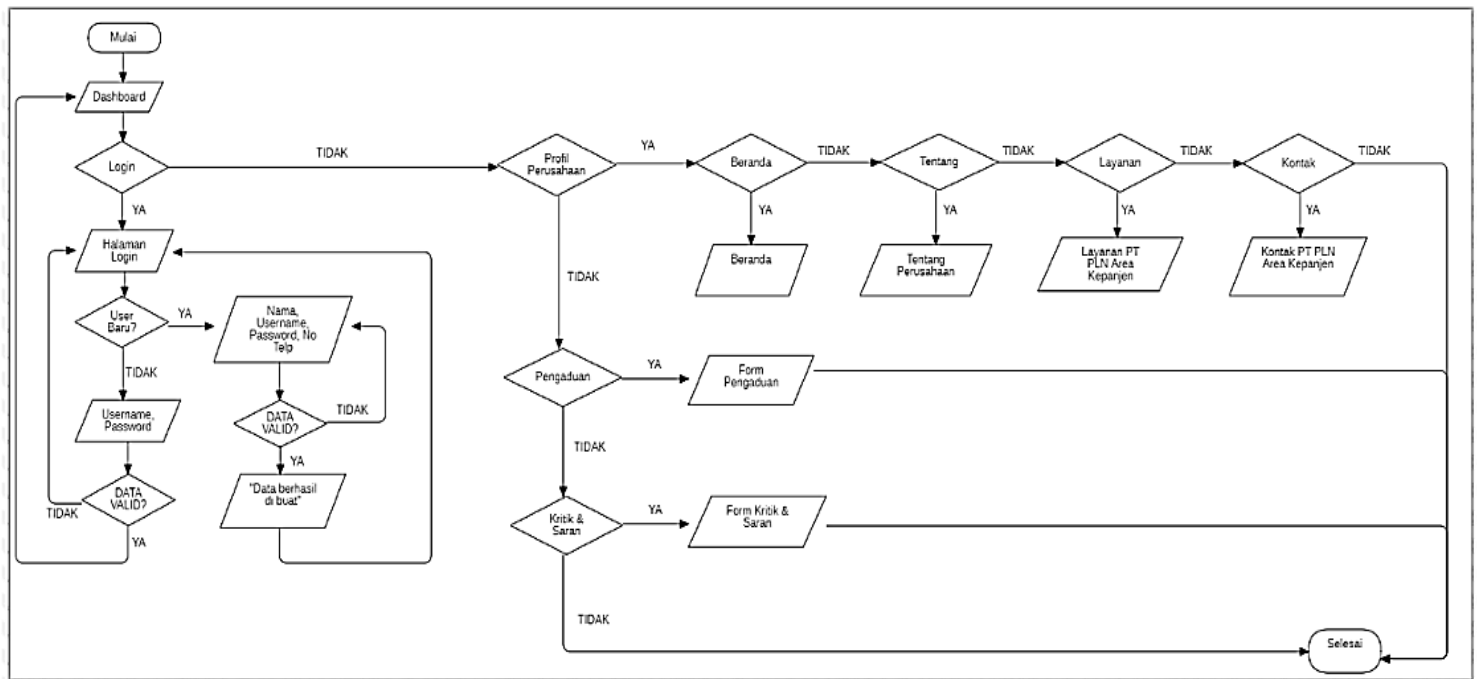 Mulai
Dashboard
Login
TIDAK
Profil
Perusahaan
YA
Beranda
TIDAK
Tentang
TIDAK
Layanan
TIDAK
Kontak
TIDAK
YA
YA
YA
YA
YA
Halaman
Login
Beranda
Tentang
Perusahaan
Layanan PT
PLN Area
Kepanjen
Kontak PT PLN
Area Kepanjen
TIDAK
User
Baru?
YA
Nama,
Username,
Password, No
Telp
TIDAK
Pengaduan
YA
Form
Pengaduan
Username,
Password
DATA
VALID?
TIDAK
TIDAK
YA
DATA
VALID?
TIDAK
YA
"Data berhasil
di buat"
Kritik &
Saran
YA
Form Kritik &
Saran
TIDAK
Selesai